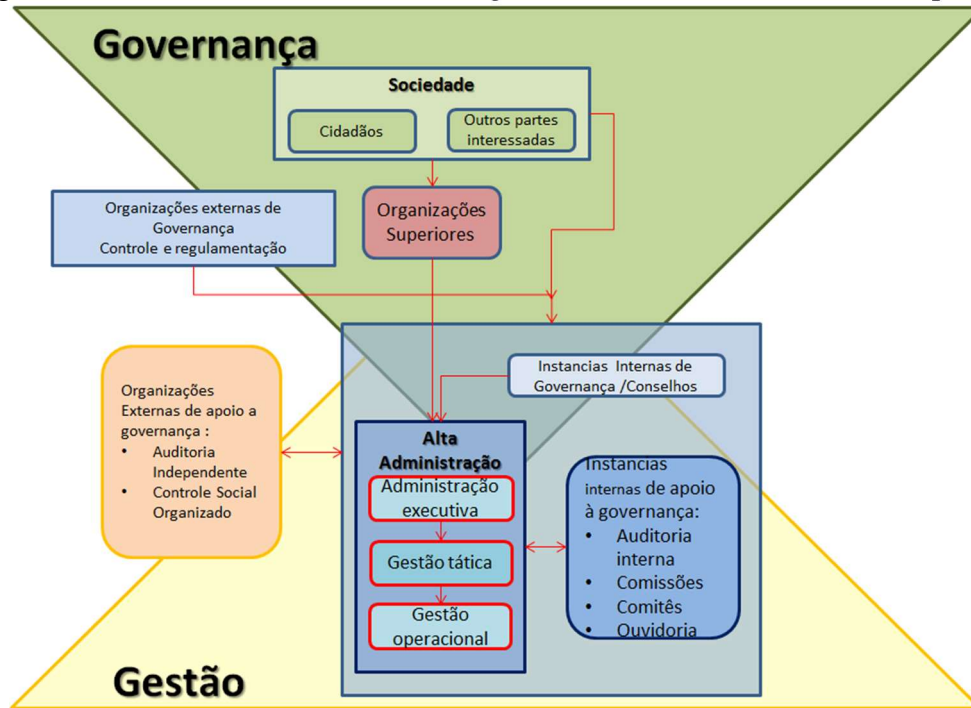 Governança
Sociedade
Cidadãos
Outros partes
interessadas
Organizações externas de
Governança
Controle e regulamentação
Organizações
Superiores
Instancias Internas de
Governança /Conselhos
Organizações
Externas de apoio a
governança :
• Auditoria
Independente
• Controle Social
Organizado
Alta
Administração
Administração
executiva
Gestão tática
Gestão
operacional
Instancias
internas de apoio
à governança:
• Auditoria
interna
• Comissões
• Comitês
• Ouvidoria
Gestão